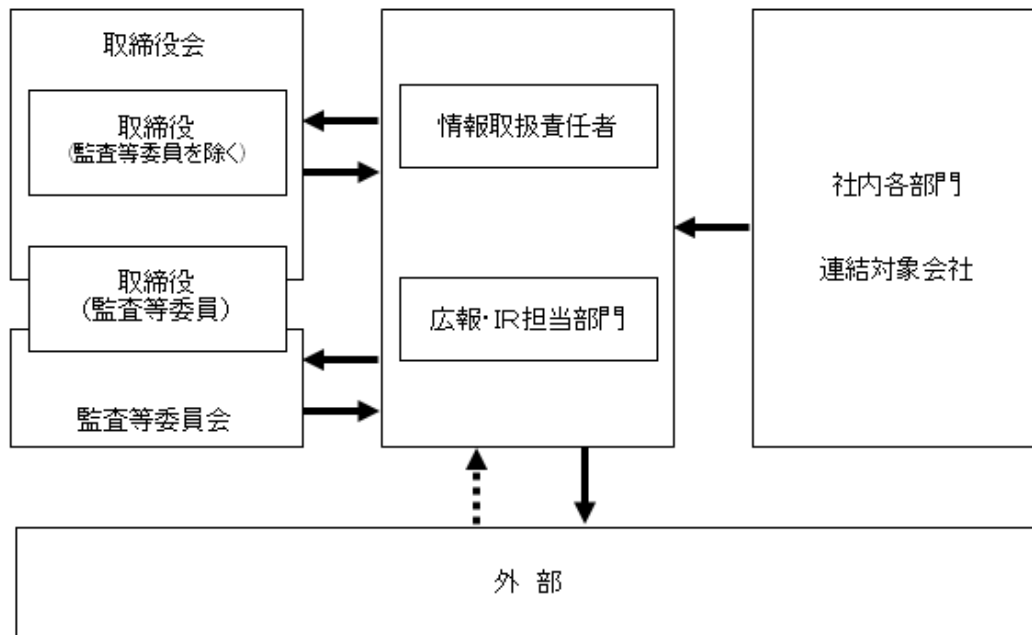 取締役会
取締役
(監査等委員を除く)
取締役
(監査等委員)
監査等委員会
情報取扱責任者
広報・IR担当部門
社内各部門
連結対象会社
外 部